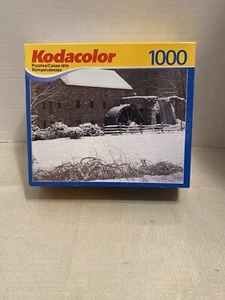 Kodacolor
1000
Puzzles/Casse-tête
Rompecabezas